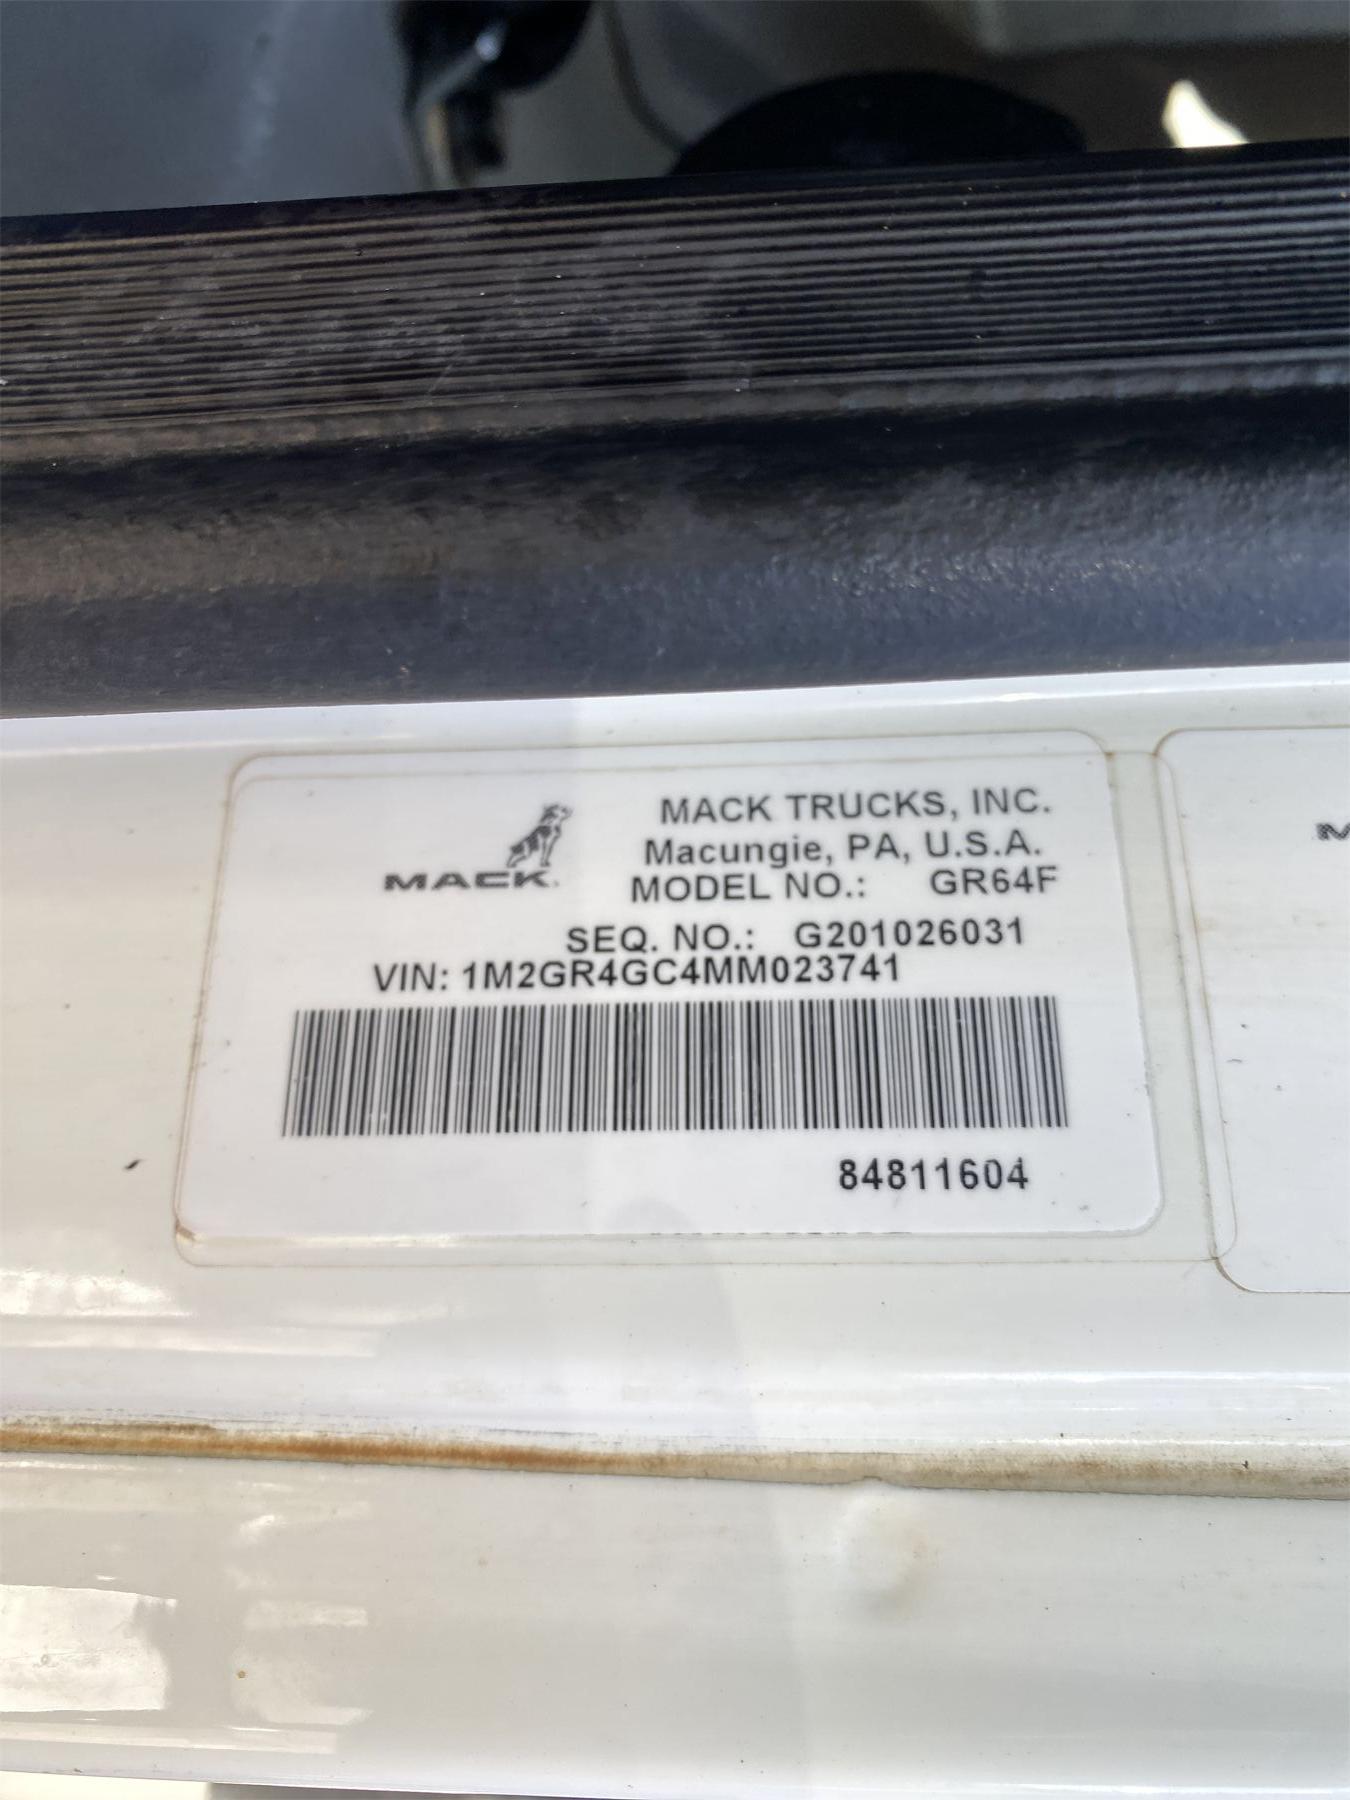 MACK
MACK TRUCKS, INC.
Macungie, PA, U.S.A.
MODEL NO.: GR64F
SEQ. NO.: G201026031
VIN: 1M2GR4GC4MM023741
84811604